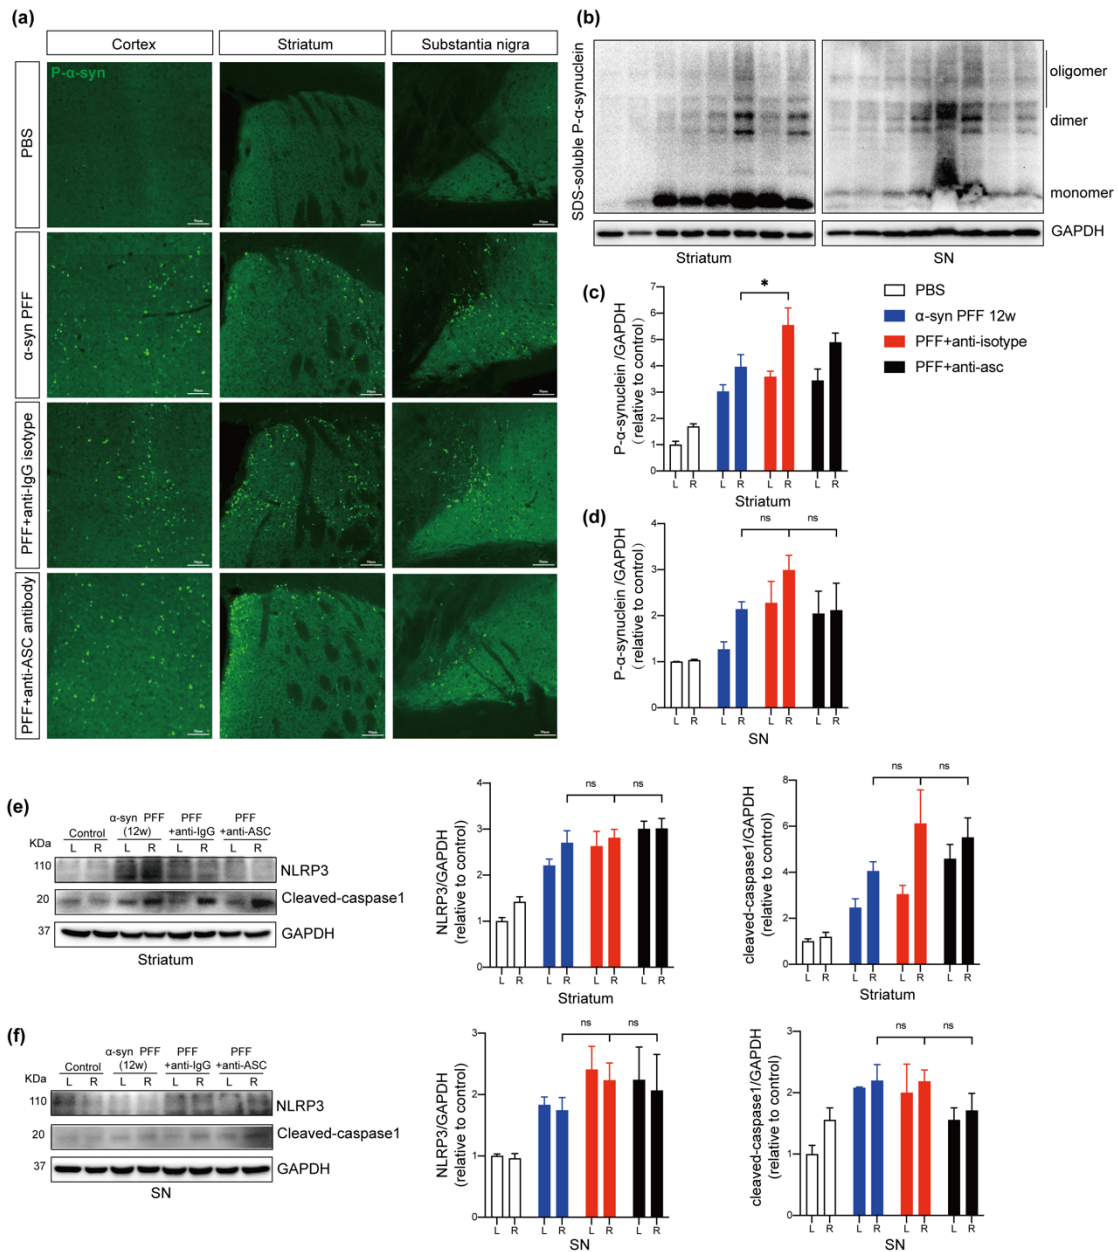 (a)
Cortex
Striatum
Substantia nigra
P-α-syn
PBS
α-syn PFF
PFF+anti-IgG isotype
PFF+anti-ASC antibody
(b)
SDS-soluble P-α-synuclein
oligomer
dimer
monomer
GAPDH
Striatum
SN
(c)
P-α-synuclein /GAPDH
(relative to control)
7
6
5
4
3
2
1
0
*
L R L R L R L R
Striatum
PBS
α-syn PFF 12w
PFF+anti-isotype
PFF+anti-asc
(d)
P-α-synuclein /GAPDH
(relative to control)
4
3
2
1
0
ns ns
L R L R L R L R
SN
(e)
α-syn PFF PFF PFF
Control (12w) +anti-IgG +anti-ASC
KDa L R L R L R L R
110 NLRP3
20 Cleaved-caspase1
37 GAPDH
Striatum
NLRP3/GAPDH
(relative to control)
4
3
2
1
0
ns ns
L R L R L R L R
Striatum
cleaved-caspase1/GAPDH
(relative to control)
8
6
4
2
0
ns ns
L R L R L R L R
Striatum
(f)
α-syn PFF PFF PFF
Control (12w) +anti-IgG +anti-ASC
KDa L R L R L R L R
110 NLRP3
20 Cleaved-caspase1
37 GAPDH
SN
NLRP3/GAPDH
(relative to control)
3
2
1
0
ns ns
L R L R L R L R
SN
cleaved-caspase1/GAPDH
(relative to control)
3
2
1
0
ns ns
L R L R L R L R
SN